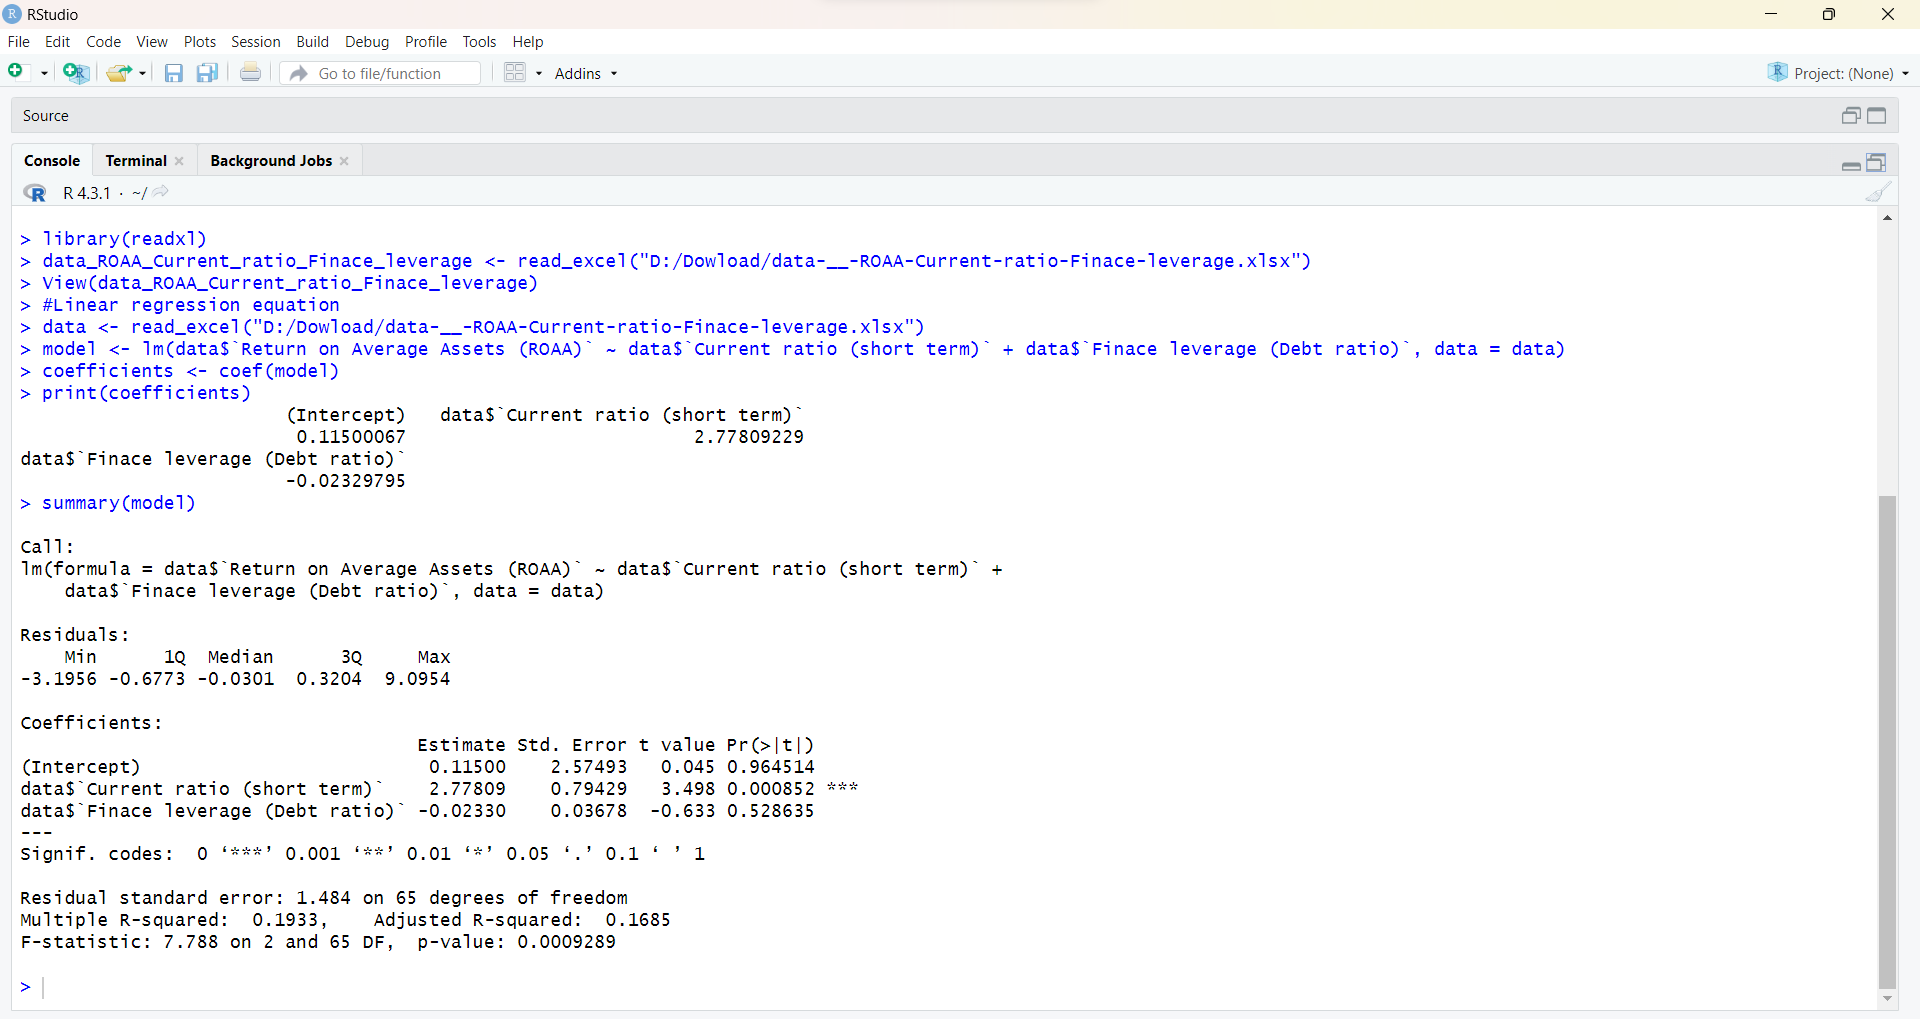 RStudio
File Edit Code View Plots Session Build Debug Profile Tools Help
Go to file/function Addins Project: (None)
Source
Console Terminal Background Jobs
R 4.3.1 · ~/
> library(readxl)
> data_ROAA_Current_ratio_Finace_leverage <- read_excel("D:/Dowload/data-__-ROAA-Current-ratio-Finace-leverage.xlsx")
> View(data_ROAA_Current_ratio_Finace_leverage)
> #Linear regression equation
> data <- read_excel("D:/Dowload/data-__-ROAA-Current-ratio-Finace-leverage.xlsx")
> model <- lm(data$`Return on Average Assets (ROAA)` ~ data$`Current ratio (short term)` + data$`Finace leverage (Debt ratio)`, data = data)
> coefficients <- coef(model)
> print(coefficients)
(Intercept) data$`Current ratio (short term)`
0.11500067 2.77809229
data$`Finace leverage (Debt ratio)`
-0.02329795
> summary(model)
Call:
lm(formula = data$`Return on Average Assets (ROAA)` ~ data$`Current ratio (short term)` +
data$`Finace leverage (Debt ratio)`, data = data)
Residuals:
Min 1Q Median 3Q Max
-3.1956 -0.6773 -0.0301 0.3204 9.0954
Coefficients:
Estimate Std. Error t value Pr(>|t|)
(Intercept) 0.11500 2.57493 0.045 0.964514
data$`Current ratio (short term)` 2.77809 0.79429 3.498 0.000852 ***
data$`Finace leverage (Debt ratio)` -0.02330 0.03678 -0.633 0.528635
---
Signif. codes: 0 ‘***’ 0.001 ‘**’ 0.01 ‘*’ 0.05 ‘.’ 0.1 ‘ ’ 1
Residual standard error: 1.484 on 65 degrees of freedom
Multiple R-squared: 0.1933, Adjusted R-squared: 0.1685
F-statistic: 7.788 on 2 and 65 DF, p-value: 0.0009289
>